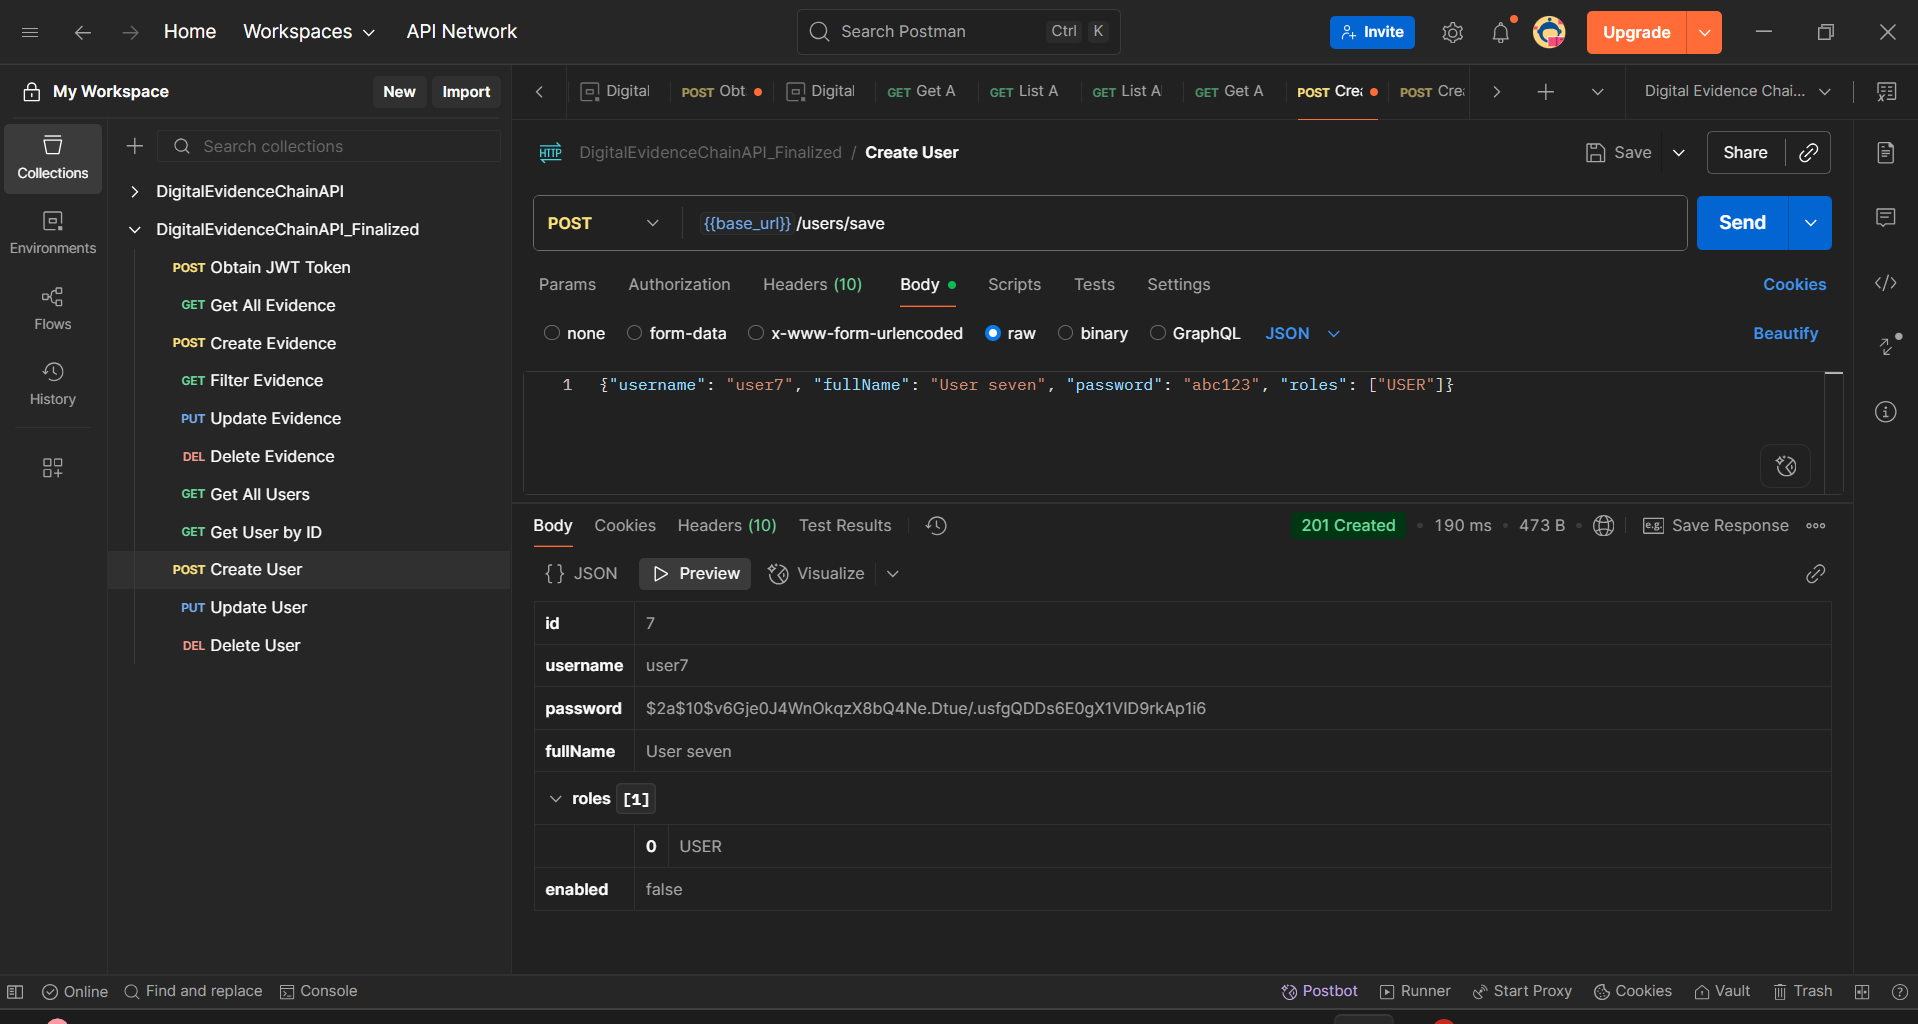 Home Workspaces API Network Search Postman Ctrl K Invite Upgrade
My Workspace New Import
Digital POST Obt Digital GET Get A GET List A GET List A GET Get A POST Crea POST Crea Digital Evidence Chai...
Collections
Environments
Flows
History
Search collections
DigitalEvidenceChainAPI
DigitalEvidenceChainAPI_Finalized
POST Obtain JWT Token
GET Get All Evidence
POST Create Evidence
GET Filter Evidence
PUT Update Evidence
DEL Delete Evidence
GET Get All Users
GET Get User by ID
POST Create User
PUT Update User
DEL Delete User
HTTP DigitalEvidenceChainAPI_Finalized / Create User Save Share
POST {{base_url}} /users/save Send
Params Authorization Headers (10) Body Scripts Tests Settings Cookies
none form-data x-www-form-urlencoded raw binary GraphQL JSON Beautify
1 {"username": "user7", "fullName": "User seven", "password": "abc123", "roles": ["USER"]}
Body Cookies Headers (10) Test Results 201 Created 190 ms 473 B e.g. Save Response
{} JSON Preview Visualize
id 7
username user7
password $2a$10$v6Gje0J4WnOkqzX8bQ4Ne.Dtue/.usfgQDDs6E0gX1VID9rkAp1i6
fullName User seven
roles [1]
0 USER
enabled false
Online Find and replace Console Postbot Runner Start Proxy Cookies Vault Trash